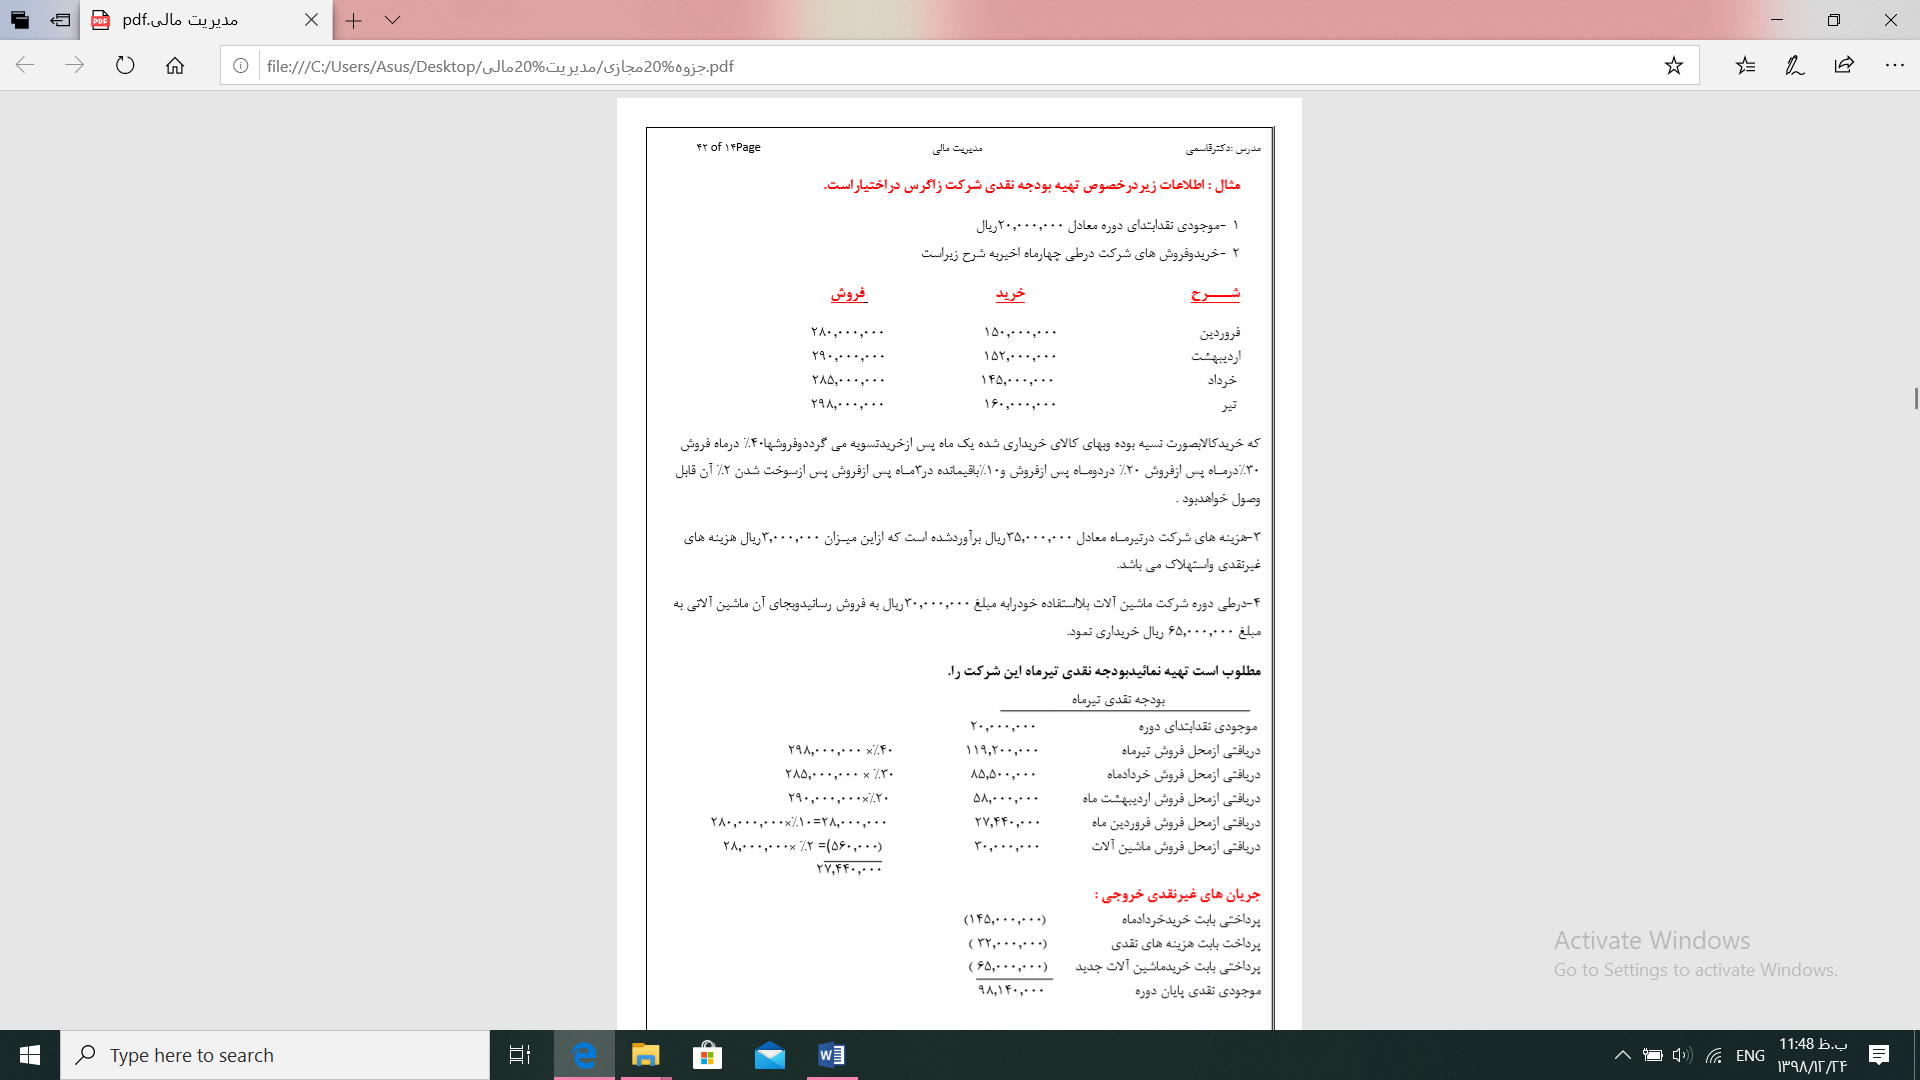 مدیریت مالی.pdf
file:///C:/Users/Asus/Desktop/جزوه%20مجازی/مدیریت%20مالی.pdf
مدرس :دکترقاسمی مدیریت مالی ۴۲ of ۱۴Page
مثال : اطلاعات زیردرخصوص تهیه بودجه نقدی شرکت زاگرس دراختیاراست.
۱ -موجودی نقدابتدای دوره معادل ۲۰,۰۰۰,۰۰۰ریال
۲ -خریدوفروش های شرکت درطی چهارماه اخیربه شرح زیراست
شـــــرح خرید فروش
فروردین ۱۵۰,۰۰۰,۰۰۰ ۲۸۰,۰۰۰,۰۰۰
اردیبهشت ۱۵۲,۰۰۰,۰۰۰ ۲۹۰,۰۰۰,۰۰۰
خرداد ۱۴۵,۰۰۰,۰۰۰ ۲۸۵,۰۰۰,۰۰۰
تیر ۱۶۰,۰۰۰,۰۰۰ ۲۹۸,۰۰۰,۰۰۰
که خریدکالابصورت نسیه بوده وبهای کالای خریداری شده یک ماه پس ازخریدتسویه می گرددوفروشها۴۰٪ درماه فروش
۳۰٪درمـاه پس ازفروش ۲۰٪ دردومـاه پس ازفروش و۱۰٪باقیمانده در۳مـاه پس ازفروش پس ازسوخت شدن ۲٪ آن قابل
وصول خواهدبود .
۳-هزینه های شرکت درتیرمـاه معادل ۳۵,۰۰۰,۰۰۰ریال برآوردشده است که ازاین میـزان ۳,۰۰۰,۰۰۰ریال هزینه های
غیرنقدی واستهلاک می باشد.
۴-درطی دوره شرکت ماشین آلات بلااستفاده خودرابه مبلغ ۳۰,۰۰۰,۰۰۰ریال به فروش رسانیدوبجای آن ماشین آلاتی به
مبلغ ۶۵,۰۰۰,۰۰۰ ریال خریداری نمود.
مطلوب است تهیه نمائیدبودجه نقدی تیرماه این شرکت را.
بودجه نقدی تیرماه
موجودی نقدابتدای دوره ۲۰,۰۰۰,۰۰۰
دریافتی ازمحل فروش تیرماه ۱۱۹,۲۰۰,۰۰۰ ۲۹۸,۰۰۰,۰۰۰ ×٪۴۰
دریافتی ازمحل فروش خردادماه ۸۵,۵۰۰,۰۰۰ ۲۸۵,۰۰۰,۰۰۰ × ٪۳۰
دریافتی ازمحل فروش اردیبهشت ماه ۵۸,۰۰۰,۰۰۰ ۲۹۰,۰۰۰,۰۰۰×٪۲۰
دریافتی ازمحل فروش فروردین ماه ۲۷,۴۴۰,۰۰۰ ۲۸۰,۰۰۰,۰۰۰×٪۱۰=۲۸,۰۰۰,۰۰۰
دریافتی ازمحل فروش ماشین آلات ۳۰,۰۰۰,۰۰۰ ۲۸,۰۰۰,۰۰۰× ٪۲ =(۵۶۰,۰۰۰)
۲۷,۴۴۰,۰۰۰
جریان های غیرنقدی خروجی :
پرداختی بابت خریدخردادماه (۱۴۵,۰۰۰,۰۰۰)
پرداخت بابت هزینه های نقدی (۳۲,۰۰۰,۰۰۰ )
پرداختی بابت خریدماشین آلات جدید (۶۵,۰۰۰,۰۰۰ )
موجودی نقدی پایان دوره ۹۸,۱۴۰,۰۰۰
Activate Windows
Go to Settings to activate Windows.
Type here to search
ENG
11:48 ب.ظ
۱۳۹۸/۱۲/۲۴